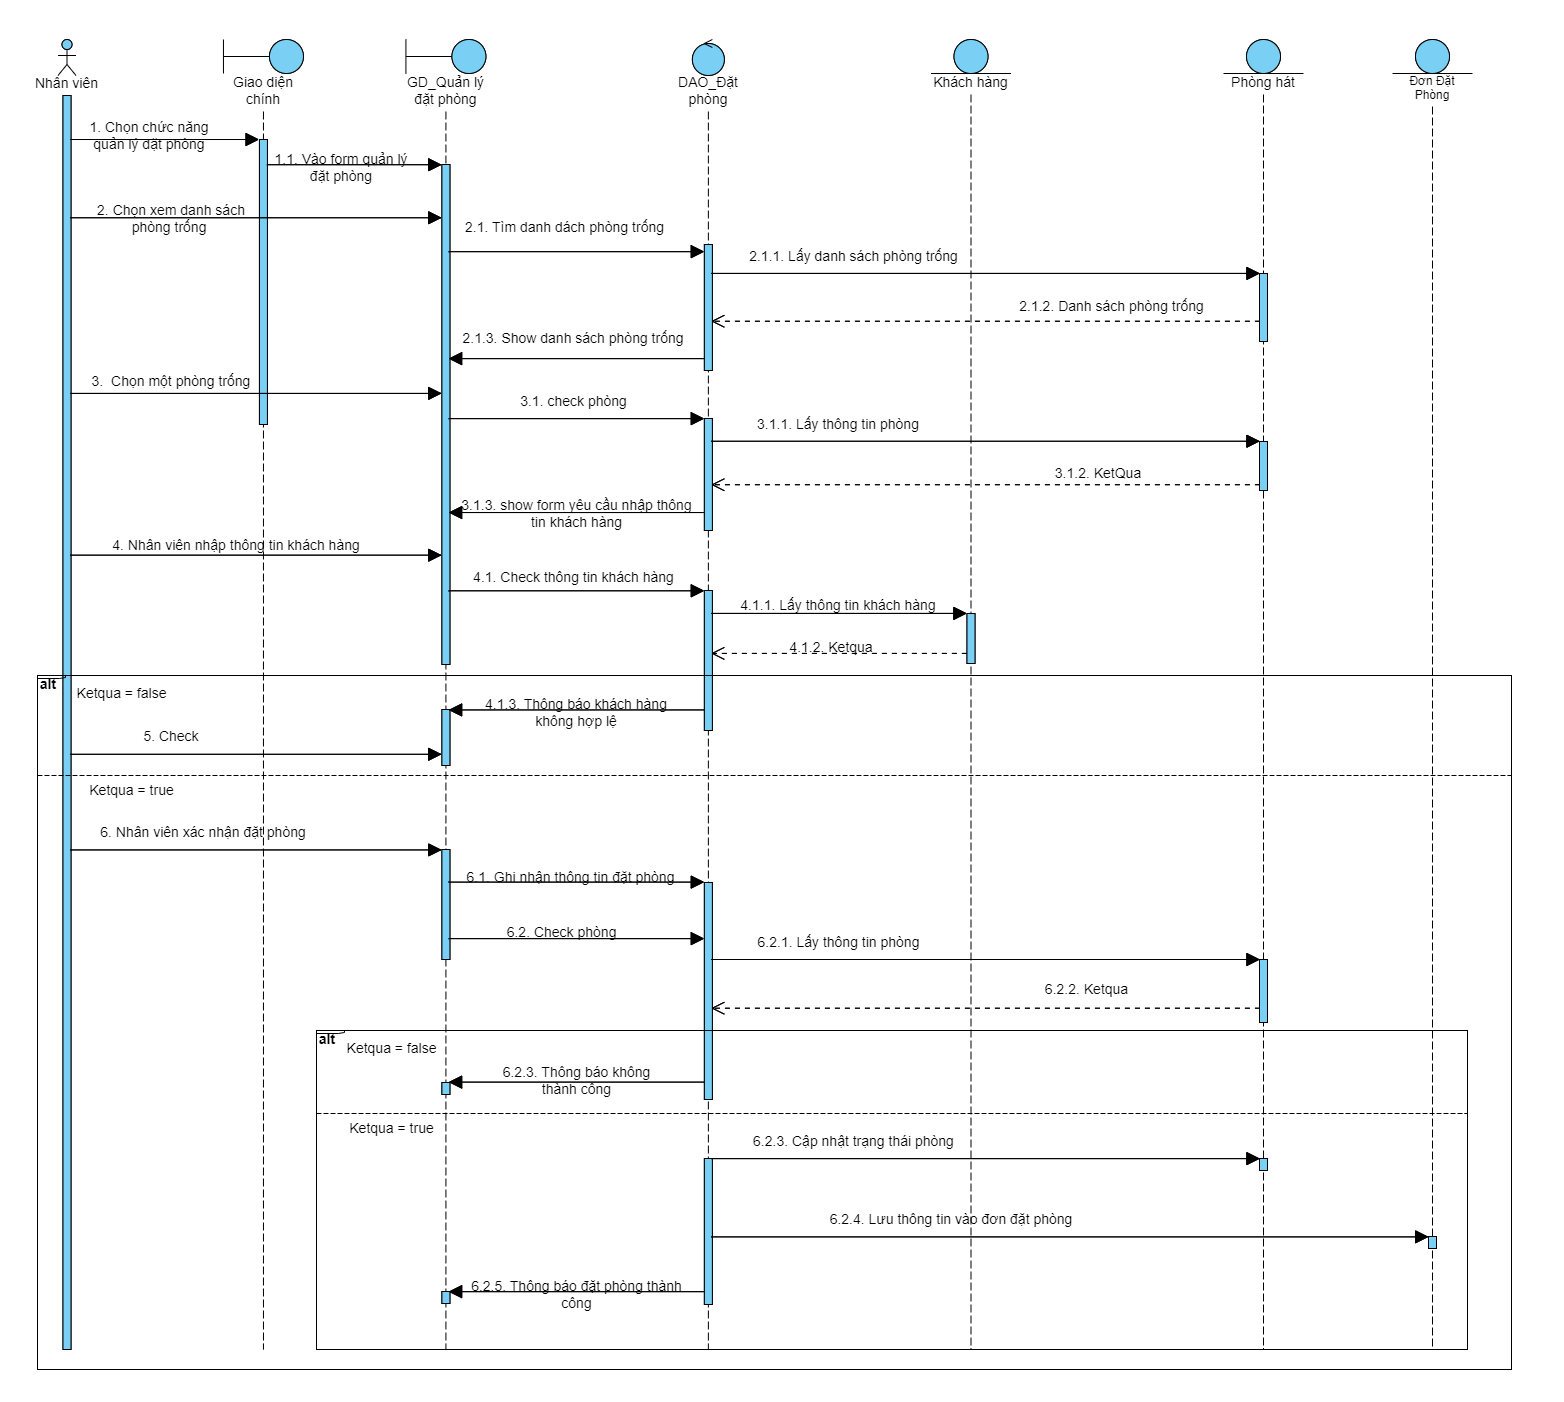 Nhân viên
Giao diện
chính
GD_Quản lý
đặt phòng
DAO_Đặt
phòng
Khách hàng
Phòng hát
Đơn Đặt
Phòng
1. Chọn chức năng
quản lý dặt phòng
1.1. Vào form quản lý
đặt phòng
2. Chọn xem danh sách
phòng trống
2.1. Tìm danh dách phòng trống
2.1.1. Lấy danh sách phòng trống
2.1.2. Danh sách phòng trống
2.1.3. Show danh sách phòng trống
3. Chọn một phòng trống
3.1. check phòng
3.1.1. Lấy thông tin phòng
3.1.2. KetQua
3.1.3. show form yêu cầu nhập thông
tin khách hàng
4. Nhân viên nhập thông tin khách hàng
4.1. Check thông tin khách hàng
4.1.1. Lấy thông tin khách hàng
4.1.2. Ketqua
alt
Ketqua = false
4.1.3. Thông báo khách hàng
không hợp lệ
5. Check
Ketqua = true
6. Nhân viên xác nhận đặt phòng
6.1. Ghi nhận thông tin đặt phòng
6.2. Check phòng
6.2.1. Lấy thông tin phòng
6.2.2. Ketqua
alt
Ketqua = false
6.2.3. Thông báo không
thành công
Ketqua = true
6.2.3. Cập nhật trạng thái phòng
6.2.4. Lưu thông tin vào đơn đặt phòng
6.2.5. Thông báo đặt phòng thành
công